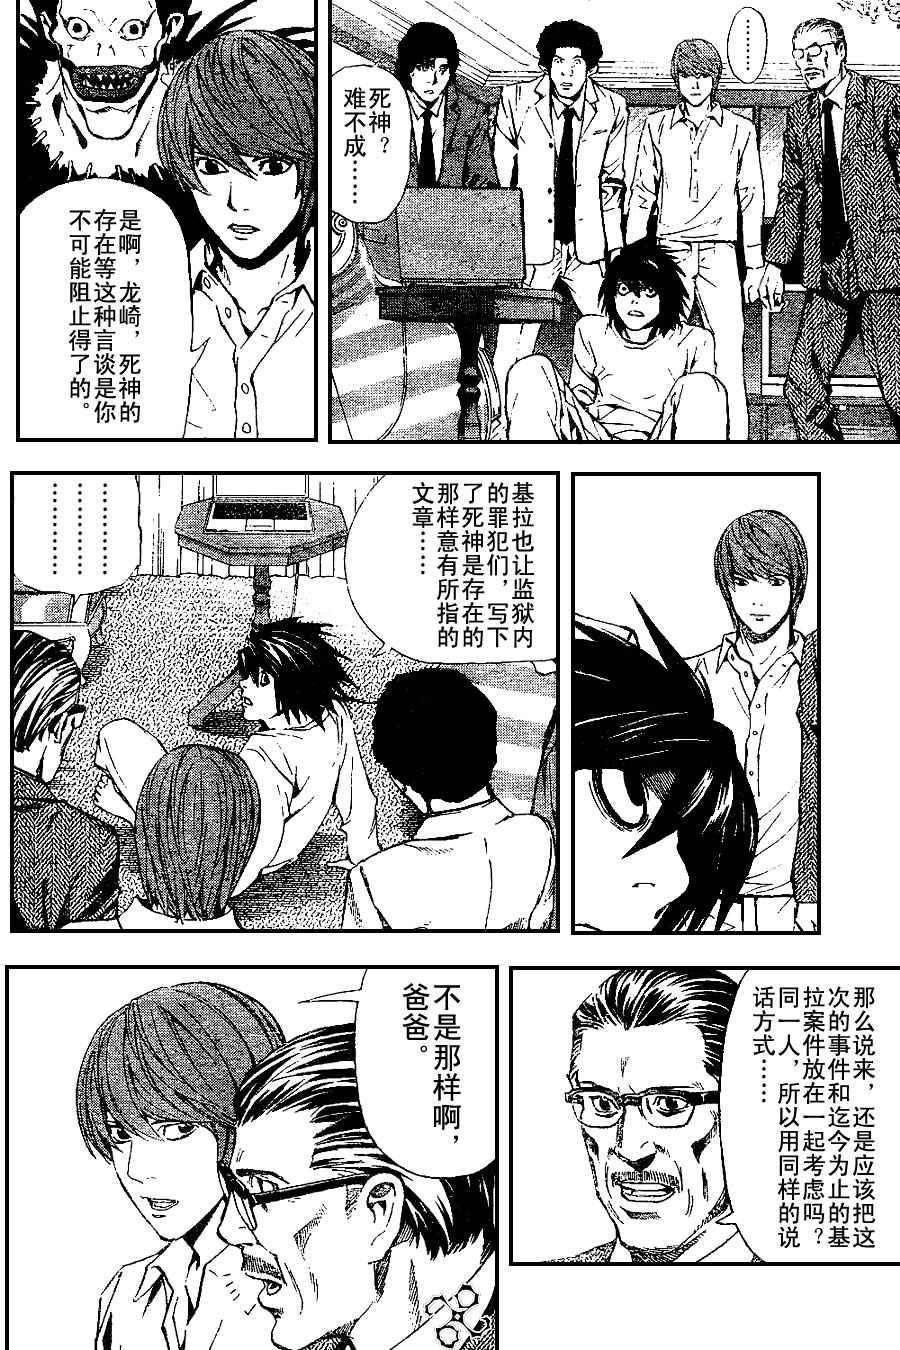 ………
死神？
难不成……
是啊，龙崎，死神的
存在等这种言谈是你
不可能阻止得了的。
基拉也让监狱内
的罪犯们，写下
了死神是存在的
那样意有所指的
文章……
…………
…………
…………
那么说来，还是应该把这
次的事件和迄今为止的基
拉案件放在一起考虑吗？
同一人，所以用同样的说
话方式……
不是那样啊，
爸爸。